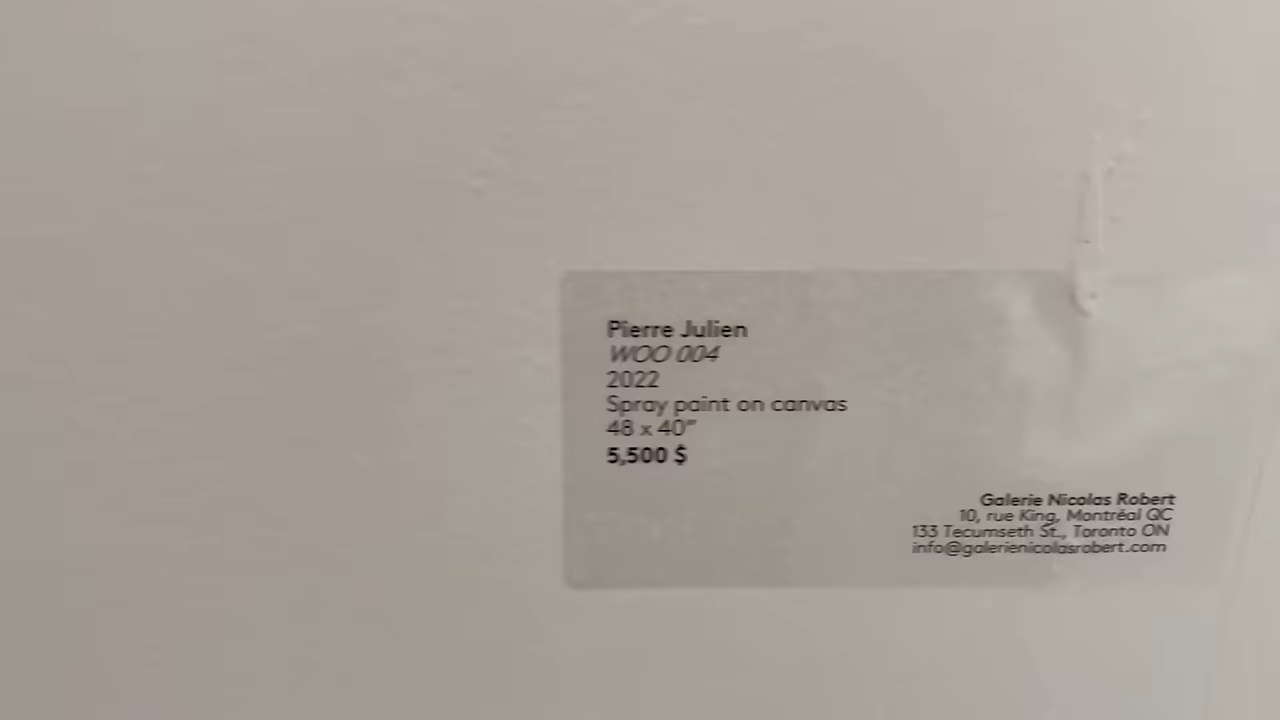 Pierre Julien
WOO 004
2022
Spray paint on canvas
48 x 40"
5,500 $
Galerie Nicolas Robert
10, rue King, Montréal QC
133 Tecumseth St., Toronto ON
info@galerienicolasrobert.com